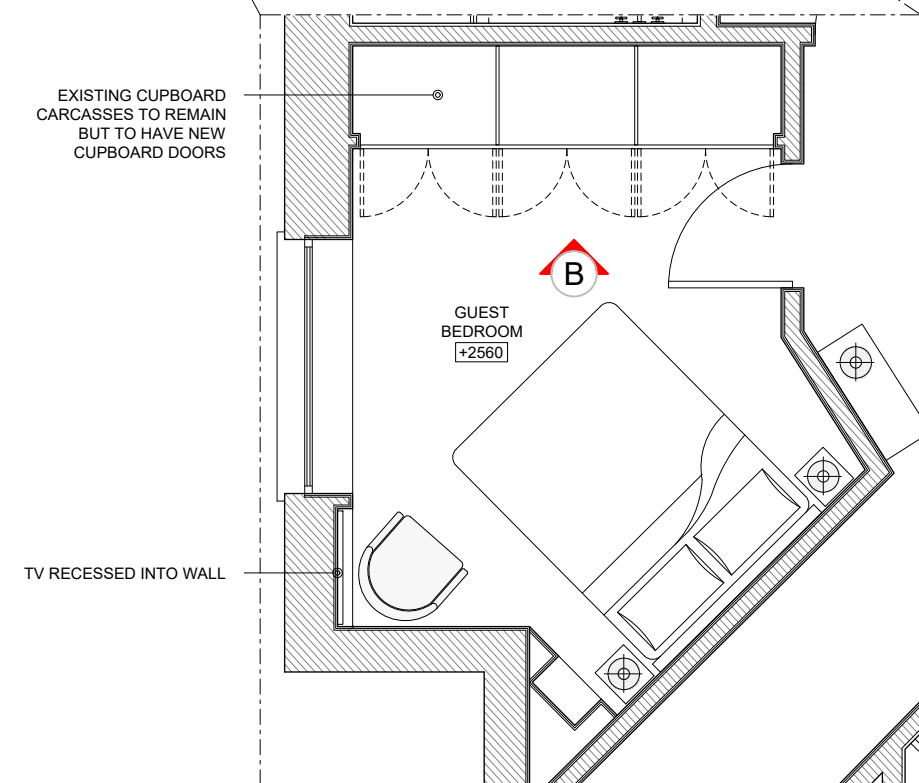 EXISTING CUPBOARD
CARCASSES TO REMAIN
BUT TO HAVE NEW
CUPBOARD DOORS
B
GUEST
BEDROOM
+2560
TV RECESSED INTO WALL